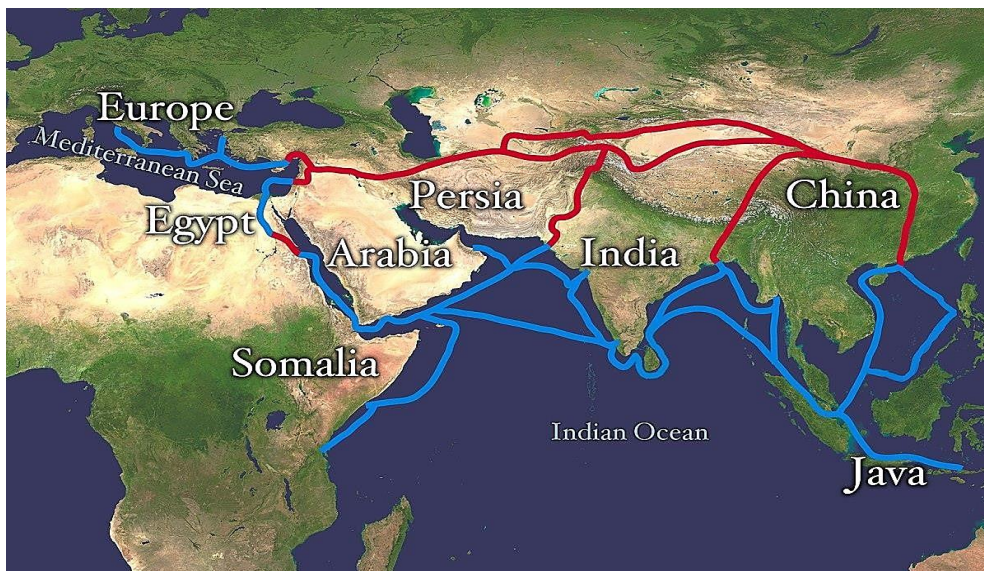 Europe
Mediterranean Sea
Egypt
Arabia
Persia
India
China
Somalia
Indian Ocean
Java